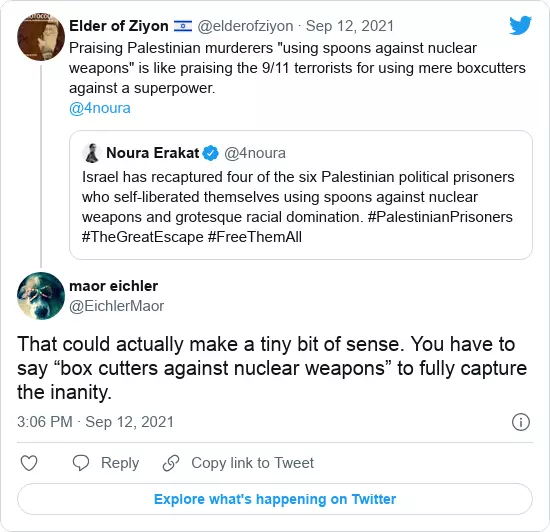 Elder of Ziyon 🇮🇱 @elderofziyon · Sep 12, 2021
Praising Palestinian murderers "using spoons against nuclear
weapons" is like praising the 9/11 terrorists for using mere boxcutters
against a superpower.
@4noura
Noura Erakat @4noura
Israel has recaptured four of the six Palestinian political prisoners
who self-liberated themselves using spoons against nuclear
weapons and grotesque racial domination. #PalestinianPrisoners
#TheGreatEscape #FreeThemAll
maor eichler
@EichlerMaor
That could actually make a tiny bit of sense. You have to
say “box cutters against nuclear weapons” to fully capture
the inanity.
3:06 PM · Sep 12, 2021
Reply Copy link to Tweet
Explore what's happening on Twitter